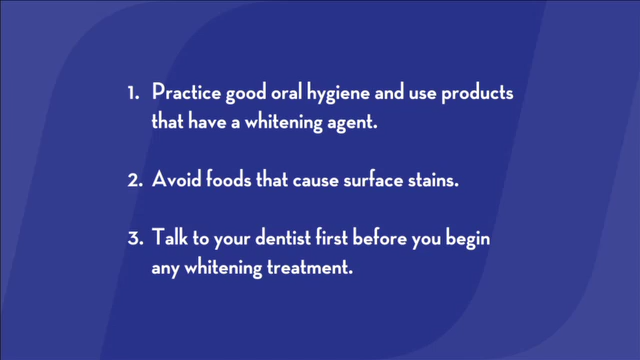 1. Practice good oral hygiene and use products
that have a whitening agent.
2. Avoid foods that cause surface stains.
3. Talk to your dentist first before you begin
any whitening treatment.